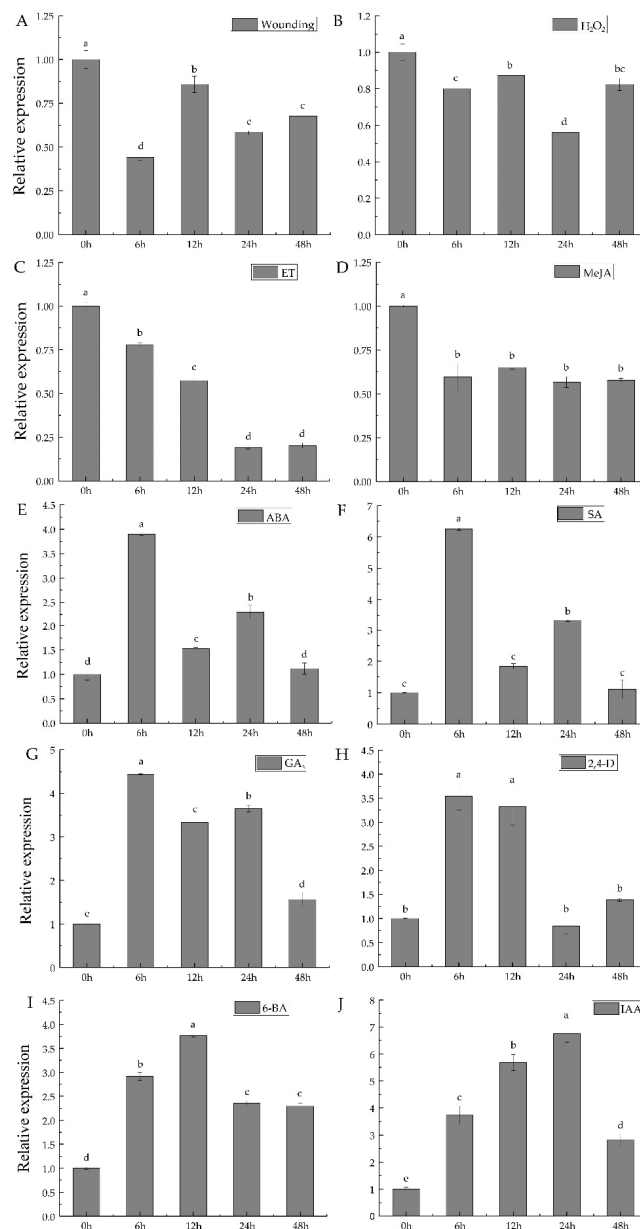 A
Wounding
Relative expression
1.25
1.00
0.75
0.50
0.25
0.00
a
d
b
c
c
0h
6h
12h
24h
48h
B
H₂O₂
1.2
1.0
0.8
0.6
0.4
0.2
0.0
a
c
b
d
bc
0h
6h
12h
24h
48h
C
ET
Relative expression
1.25
1.00
0.75
0.50
0.25
0.00
a
b
c
d
d
0h
6h
12h
24h
48h
D
MeJA
1.25
1.00
0.75
0.50
0.25
0.00
a
b
b
b
b
0h
6h
12h
24h
48h
E
ABA
Relative expression
4.5
4.0
3.5
3.0
2.5
2.0
1.5
1.0
0.5
0.0
d
a
c
b
d
0h
6h
12h
24h
48h
F
SA
7
6
5
4
3
2
1
0
c
a
c
b
c
0h
6h
12h
24h
48h
G
GA₃
Relative expression
5
4
3
2
1
0
e
a
c
b
d
0h
6h
12h
24h
48h
H
2,4-D
4.5
4.0
3.5
3.0
2.5
2.0
1.5
1.0
0.5
0.0
b
a
a
b
b
0h
6h
12h
24h
48h
I
6-BA
Relative expression
4.5
4.0
3.5
3.0
2.5
2.0
1.5
1.0
0.5
0.0
d
b
a
c
c
0h
6h
12h
24h
48h
J
IAA
8
7
6
5
4
3
2
1
0
e
c
b
a
d
0h
6h
12h
24h
48h